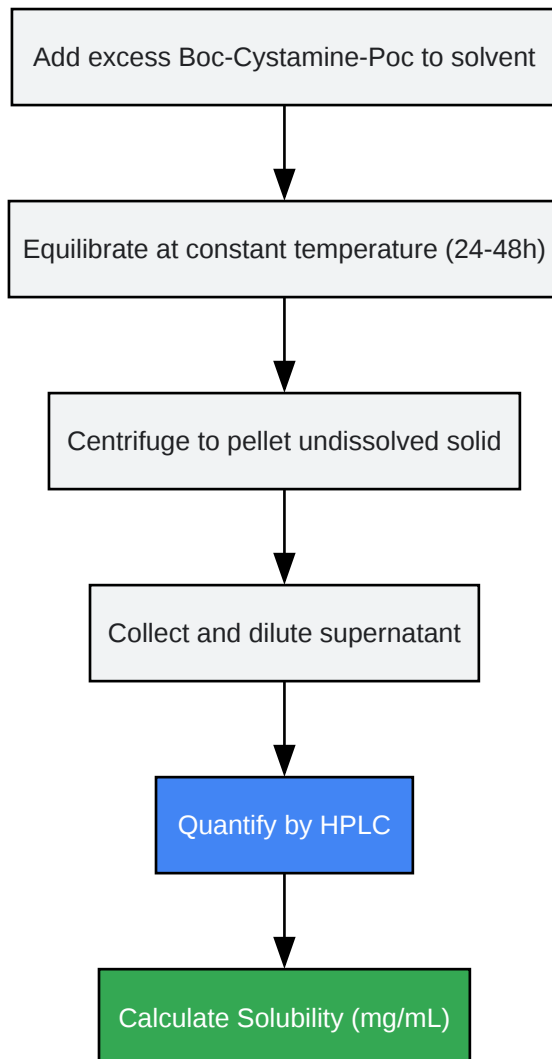 Add excess Boc-Cystamine-Poc to solvent
Equilibrate at constant temperature (24-48h)
Centrifuge to pellet undissolved solid
Collect and dilute supernatant
Quantify by HPLC
Calculate Solubility (mg/mL)